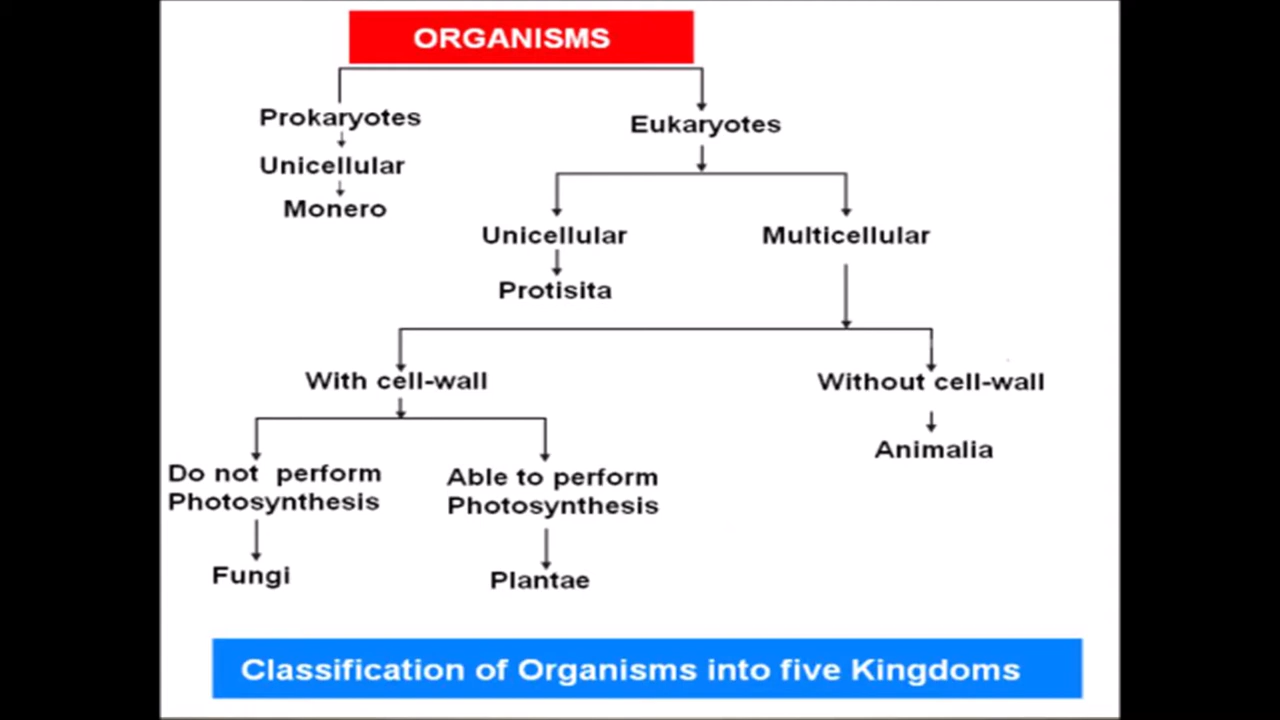 ORGANISMS
Prokaryotes
Eukaryotes
Unicellular
Monero
Unicellular
Multicellular
Protisita
With cell-wall
Without cell-wall
Animalia
Do not perform
Photosynthesis
Able to perform
Photosynthesis
Fungi
Plantae
Classification of Organisms into five Kingdoms